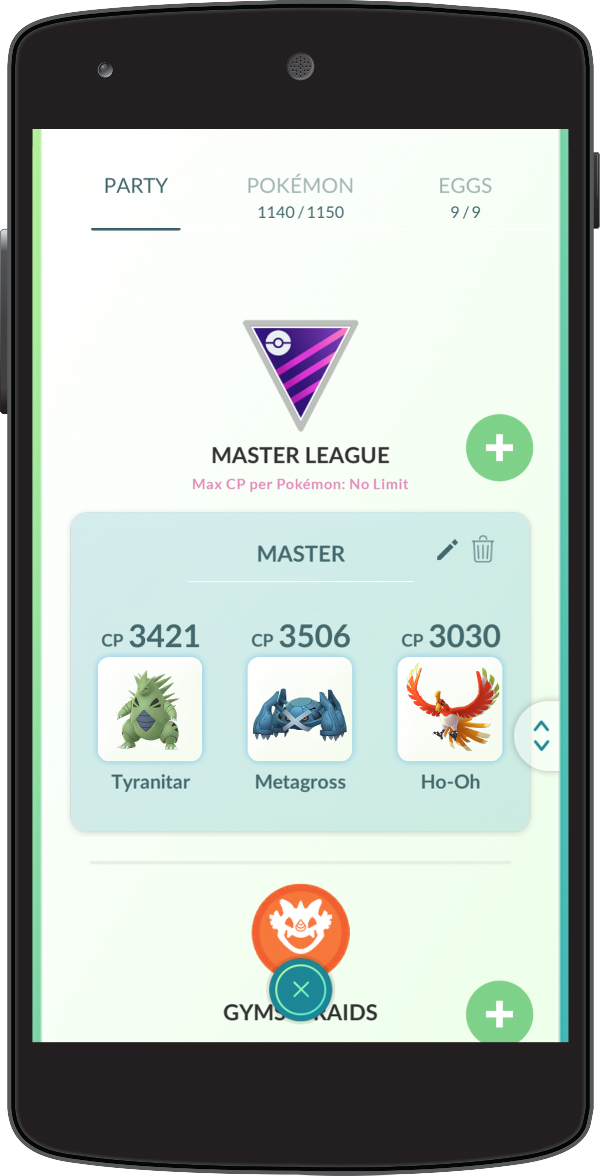 PARTY
POKÉMON
EGGS
1140 / 1150
9 / 9
MASTER LEAGUE
Max CP per Pokémon: No Limit
MASTER
CP 3421
CP 3506
CP 3030
Tyranitar
Metagross
Ho-Oh
GYMS RAIDS